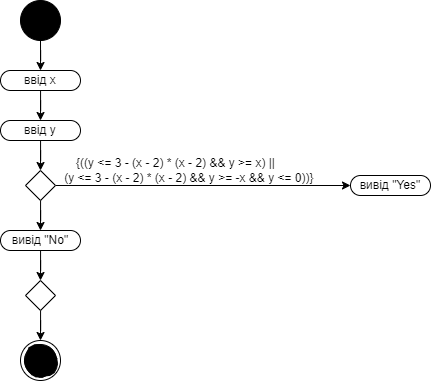 ввід x
ввід y
{((y <= 3 - (x - 2) * (x - 2) && y >= x) ||
(y <= 3 - (x - 2) * (x - 2) && y >= -x && y <= 0))}
вивід "Yes"
вивід "No"